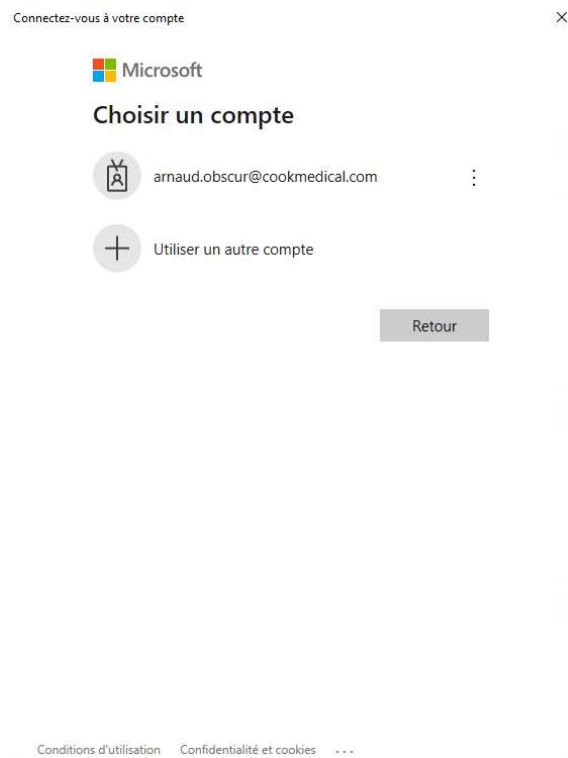 Connectez-vous à votre compte
Microsoft
Choisir un compte
arnaud.obscur@cookmedical.com
Utiliser un autre compte
Retour
Conditions d'utilisation Confidentialité et cookies ...